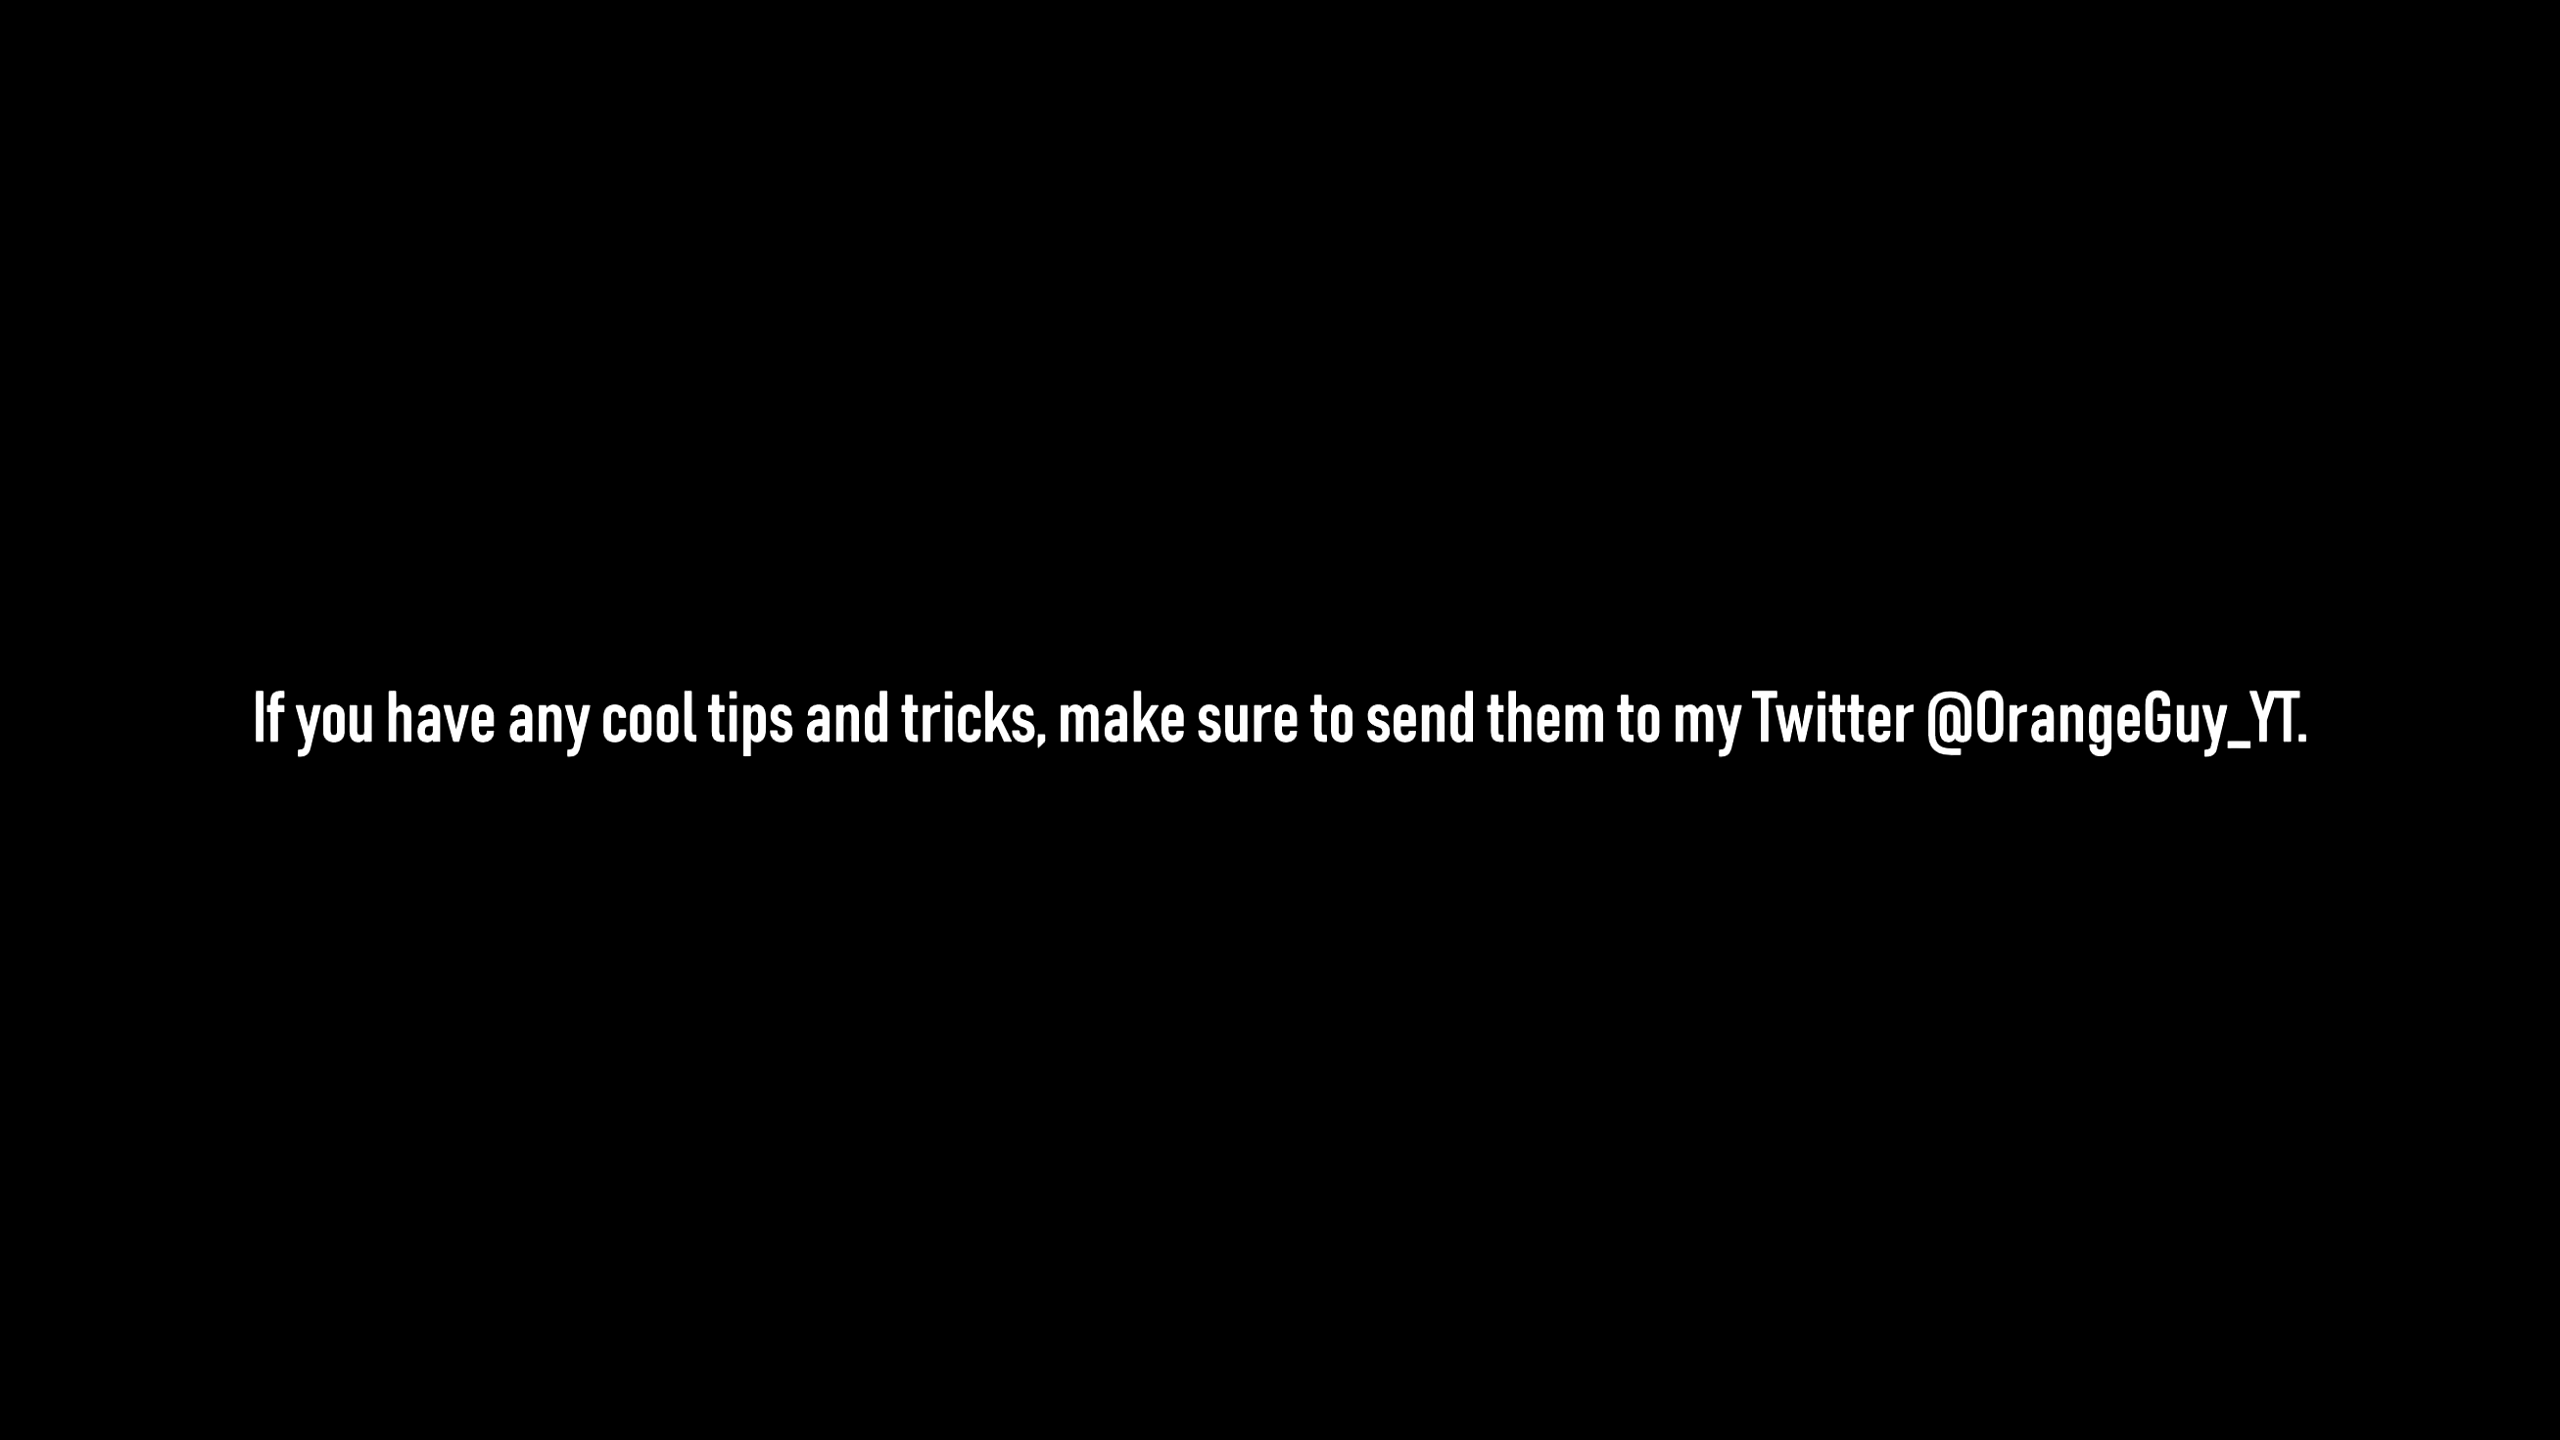 If you have any cool tips and tricks, make sure to send them to my Twitter @OrangeGuy_YT.